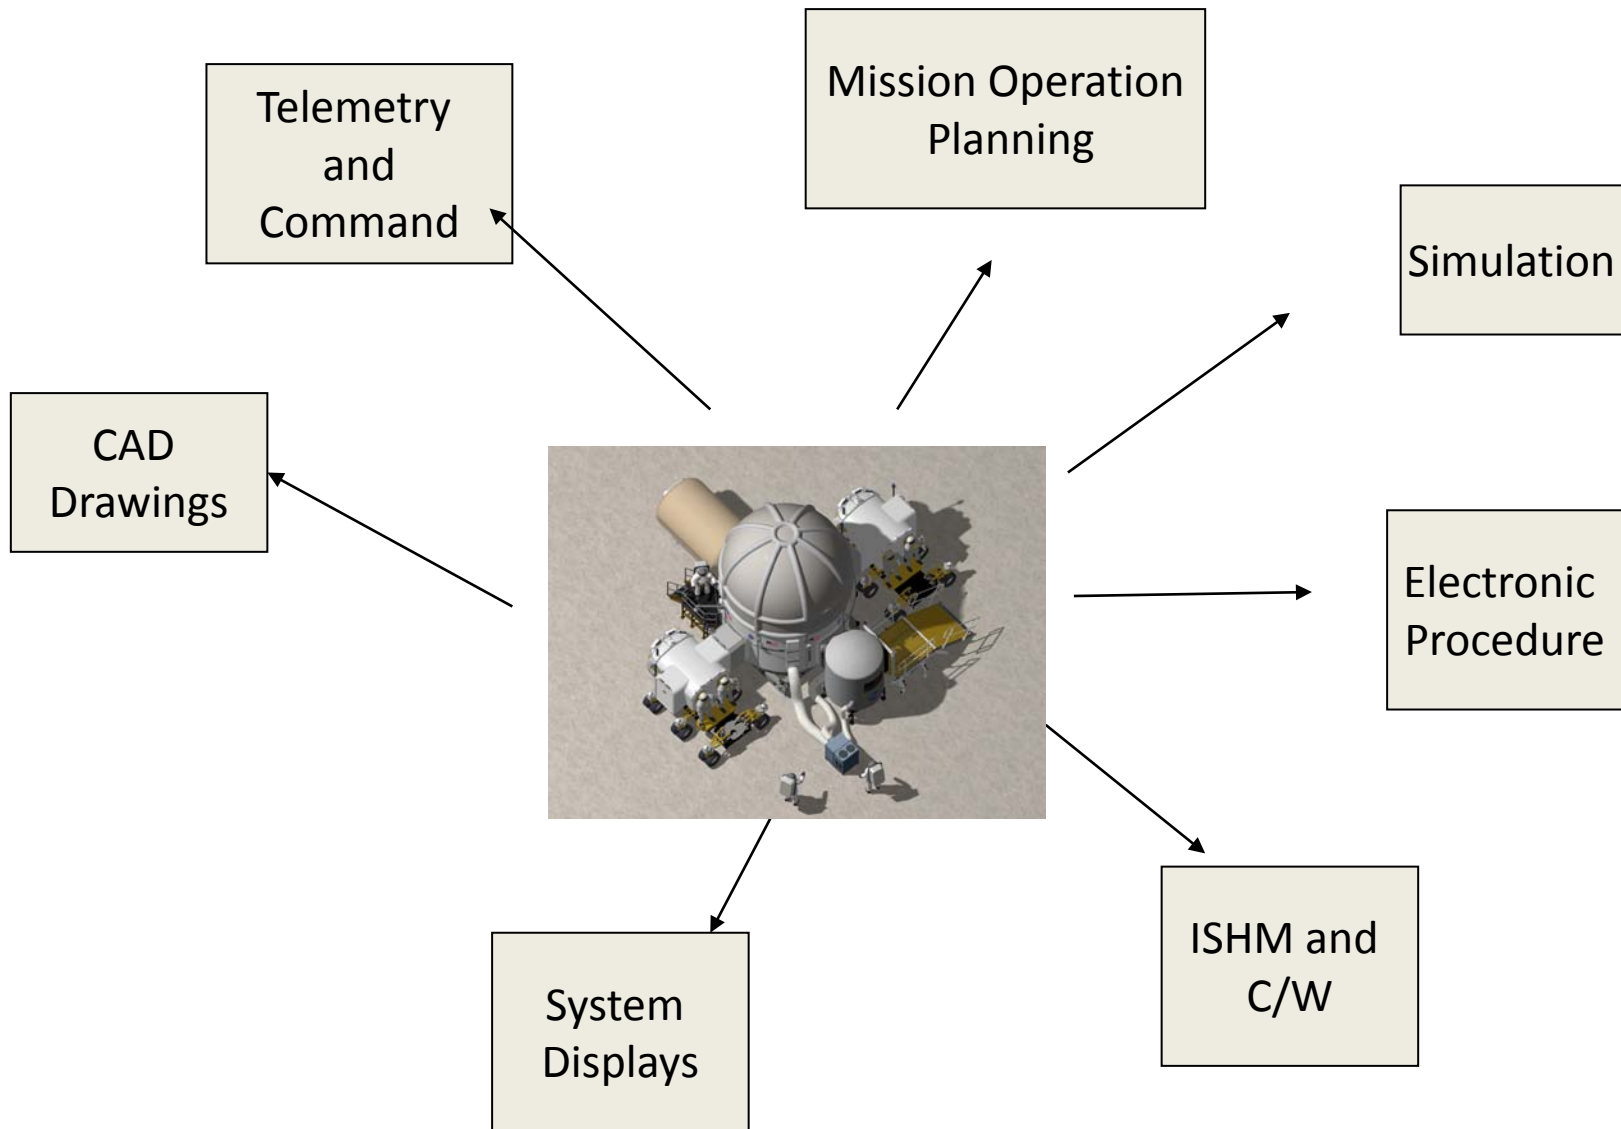 Mission Operation
Planning
Telemetry
and
Command
Simulation
CAD
Drawings
Electronic
Procedure
ISHM and
C/W
System
Displays